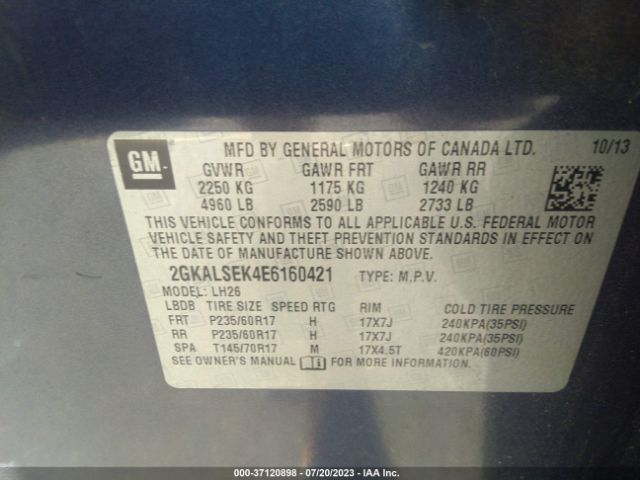 GM
MFD BY GENERAL MOTORS OF CANADA LTD. 10/13
GVWR GAWR FRT GAWR RR
2250 KG 1175 KG 1240 KG
4960 LB 2590 LB 2733 LB
THIS VEHICLE CONFORMS TO ALL APPLICABLE U.S. FEDERAL MOTOR
VEHICLE SAFETY AND THEFT PREVENTION STANDARDS IN EFFECT ON
THE DATE OF MANUFACTURE SHOWN ABOVE.
2GKALSEK4E6160421 TYPE: M.P.V.
MODEL: LH26
LBDB TIRE SIZE SPEED RTG RIM COLD TIRE PRESSURE
FRT P235/60R17 H 17X7J 240KPA(35PSI)
RR P235/60R17 H 17X7J 240KPA(35PSI)
SPA T145/70R17 M 17X4.5T 420KPA(60PSI)
SEE OWNER'S MANUAL FOR MORE INFORMATION
000-37120898 - 07/20/2023 - IAA Inc.